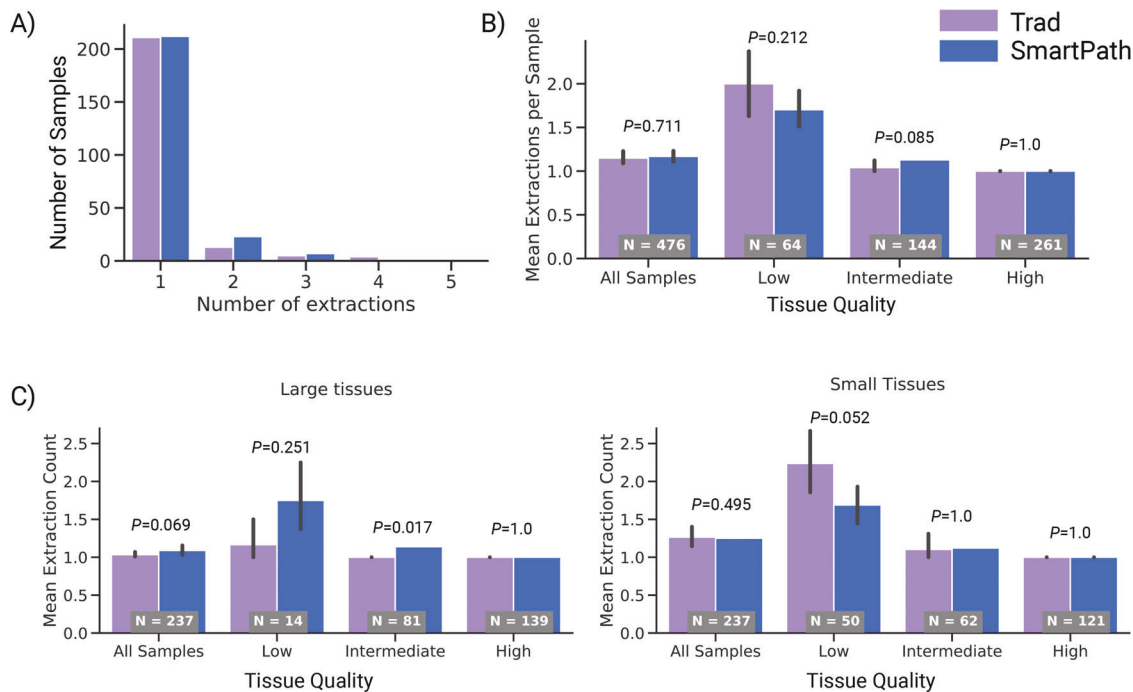 A)
Number of Samples
200
150
100
50
0
1 2 3 4 5
Number of extractions
B)
Trad
SmartPath
Mean Extractions per Sample
2.0
1.5
1.0
0.5
0.0
P=0.711
P=0.212
P=0.085
P=1.0
N = 476
N = 64
N = 144
N = 261
All Samples
Low
Intermediate
High
Tissue Quality
C)
Large tissues
Mean Extraction Count
2.5
2.0
1.5
1.0
0.5
0.0
P=0.069
P=0.251
P=0.017
P=1.0
N = 237
N = 14
N = 81
N = 139
All Samples
Low
Intermediate
High
Tissue Quality
Small Tissues
Mean Extraction Count
2.5
2.0
1.5
1.0
0.5
0.0
P=0.495
P=0.052
P=1.0
P=1.0
N = 237
N = 50
N = 62
N = 121
All Samples
Low
Intermediate
High
Tissue Quality